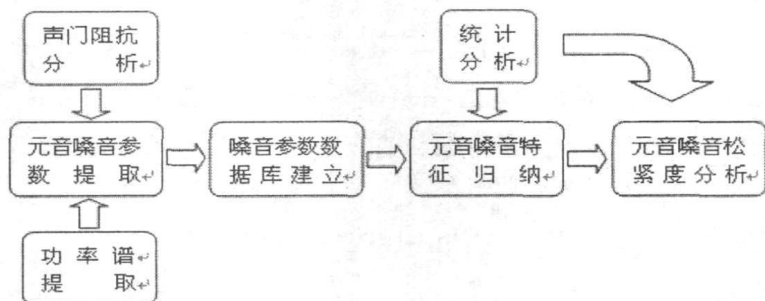 声门阻抗
分析
统计
分析
元音嗓音参
数提取
嗓音参数数
据库建立
元音嗓音特
征归纳
元音嗓音松
紧度分析
功率谱
提取